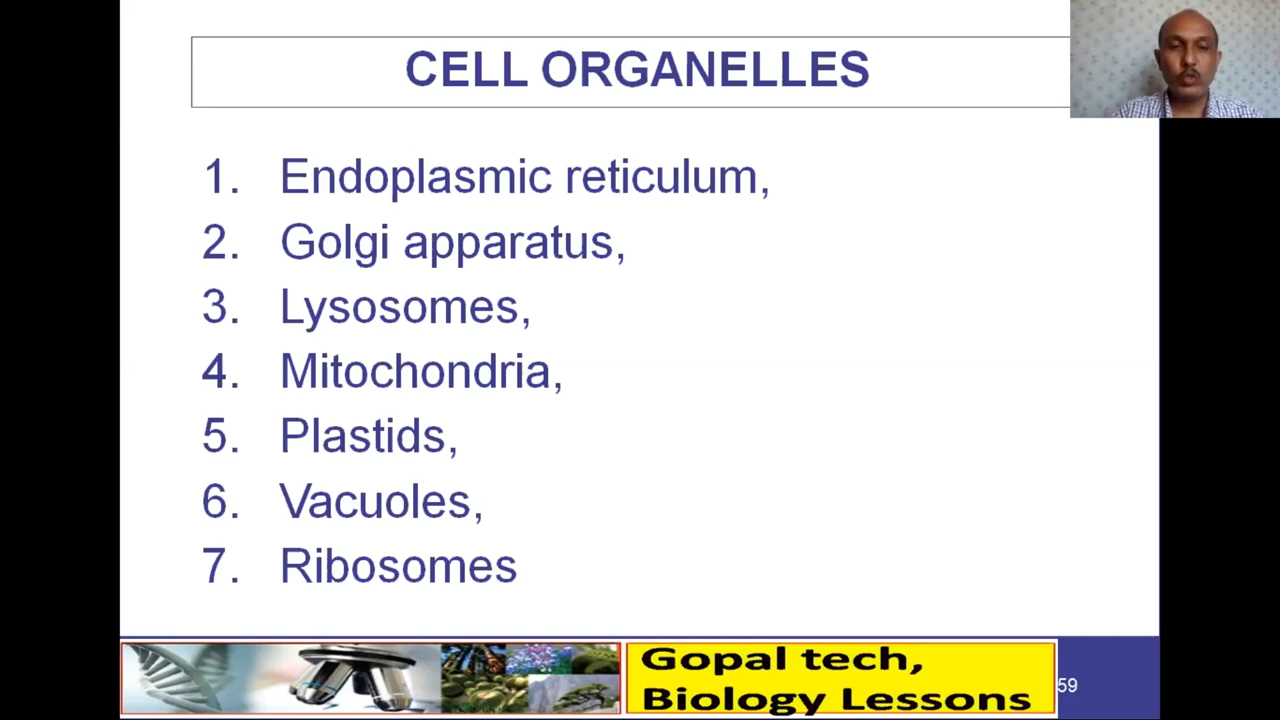 CELL ORGANELLES
1. Endoplasmic reticulum,
2. Golgi apparatus,
3. Lysosomes,
4. Mitochondria,
5. Plastids,
6. Vacuoles,
7. Ribosomes
Gopal tech,
Biology Lessons
59